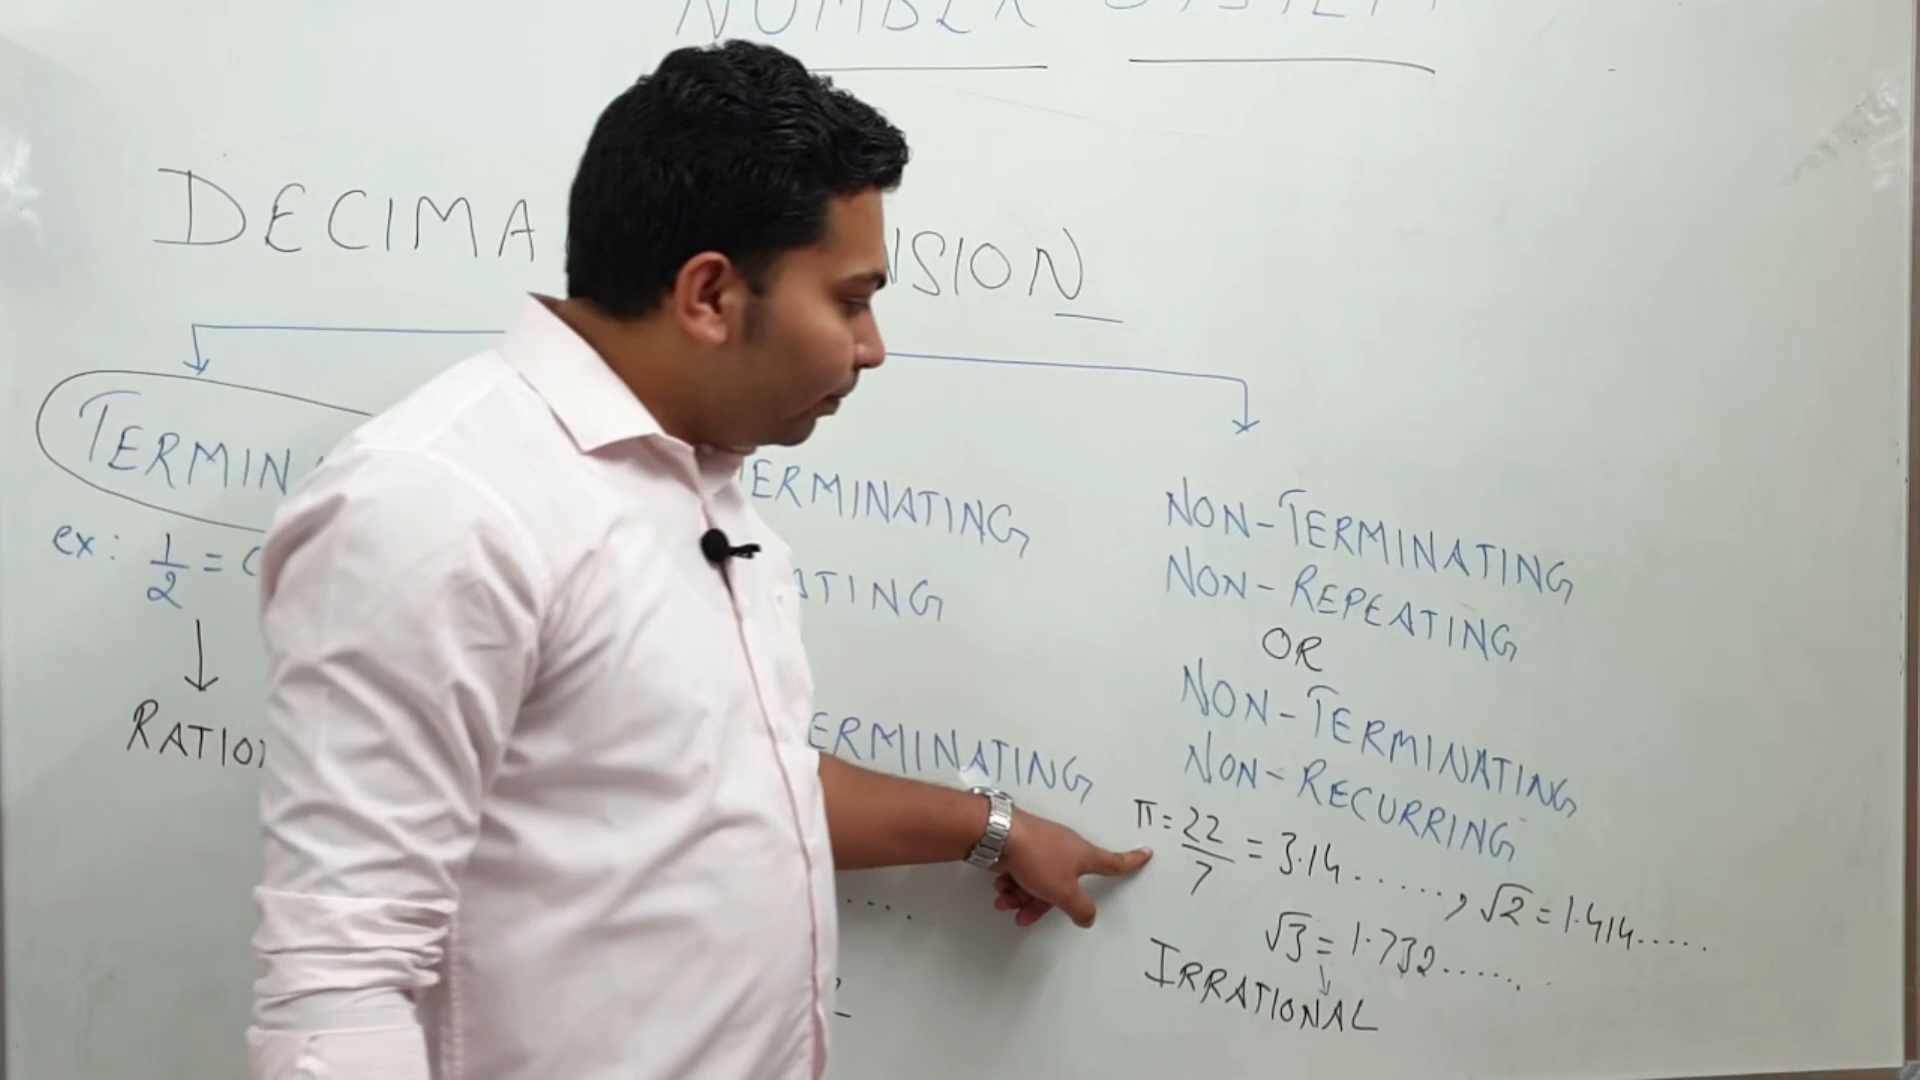 NUMBER SYSTEM
DECIMA NSION
TERMIN
ex: 1/2 =
RATIO
ERMINATING
ATING
ERMINATING
....
NON-TERMINATING
NON-REPEATING
OR
NON-TERMINATING
NON-RECURRING
π = 22/7 = 3.14......, √2 = 1.414.....
√3 = 1.732......
IRRATIONAL